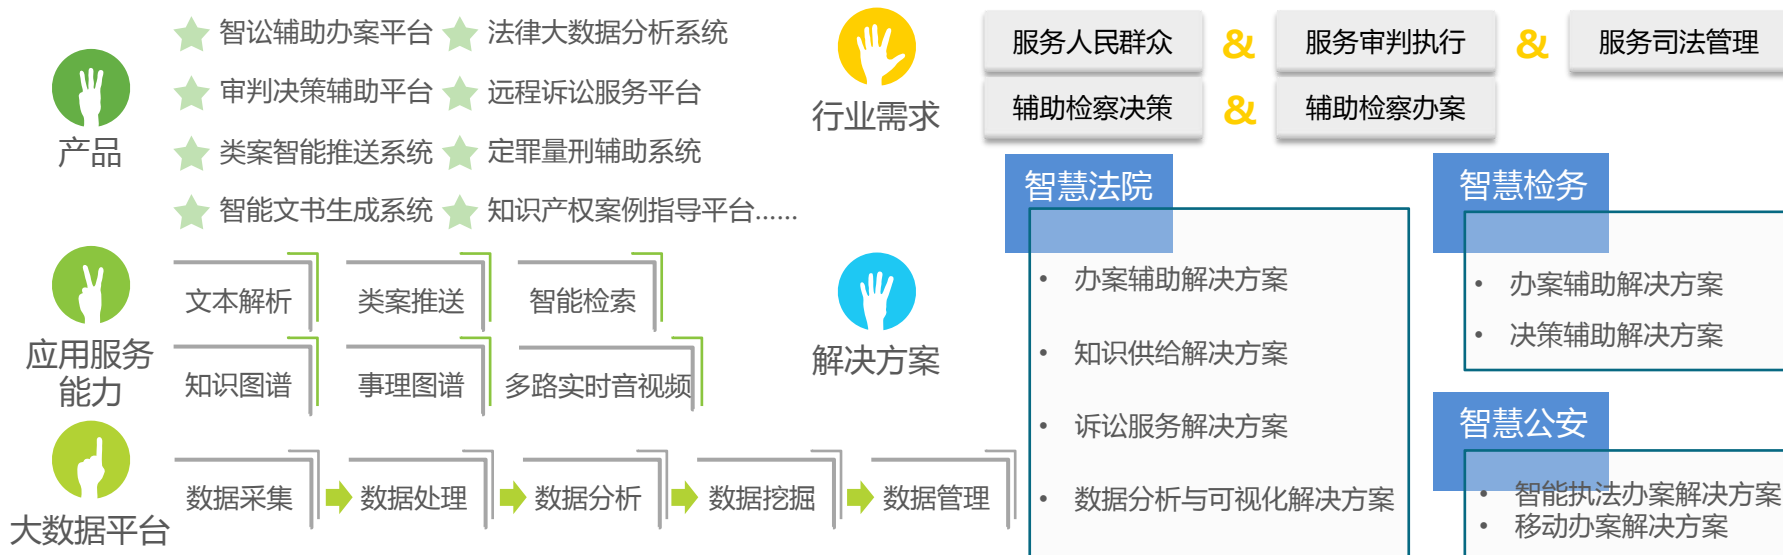 产品
智讼辅助办案平台
法律大数据分析系统
审判决策辅助平台
远程诉讼服务平台
类案智能推送系统
定罪量刑辅助系统
智能文书生成系统
知识产权案例指导平台......
应用服务
能力
文本解析
类案推送
智能检索
知识图谱
事理图谱
多路实时音视频
大数据平台
数据采集
数据处理
数据分析
数据挖掘
数据管理
行业需求
服务人民群众 & 服务审判执行 & 服务司法管理
辅助检察决策 & 辅助检察办案
解决方案
智慧法院
• 办案辅助解决方案
• 知识供给解决方案
• 诉讼服务解决方案
• 数据分析与可视化解决方案
智慧检务
• 办案辅助解决方案
• 决策辅助解决方案
智慧公安
• 智能执法办案解决方案
• 移动办案解决方案